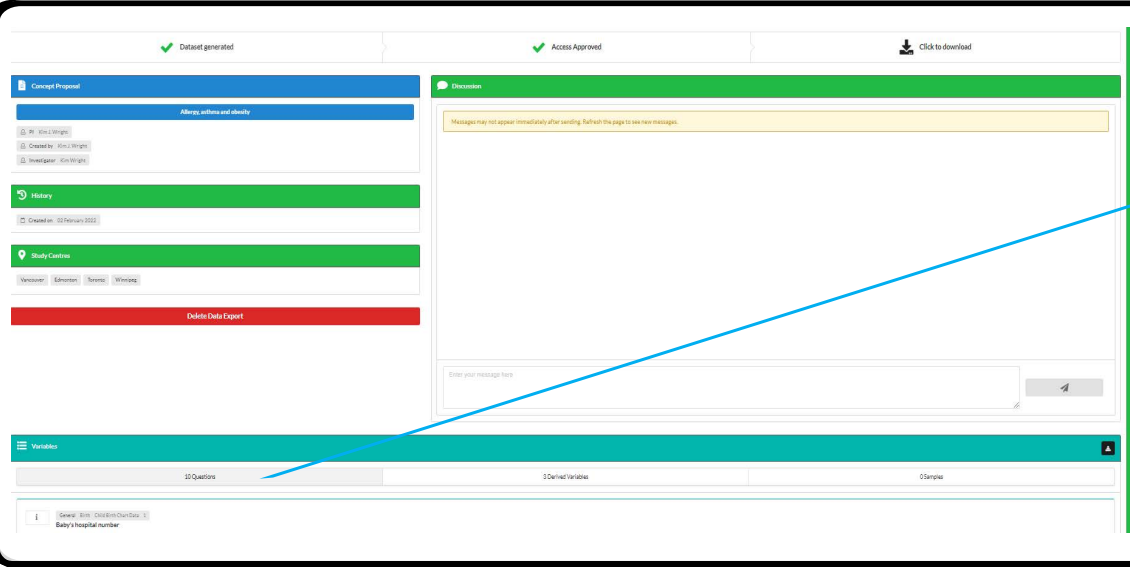 Dataset generated
Access Approved
Click to download
Concept Proposal
Allergy, asthma and obesity
PI Kim J. Wright
Created by Kim J. Wright
Investigator Kim Wright
History
Created on 02 February 2022
Study Centres
Vancouver Edmonton Toronto Winnipeg
Delete Data Export
Discussion
Messages may not appear immediately after sending. Refresh the page to see new messages.
Enter your message here
Variables
10 Questions
3 Derived Variables
0 Samples
i
General Birth Child Birth Chart Data 1
Baby's hospital number